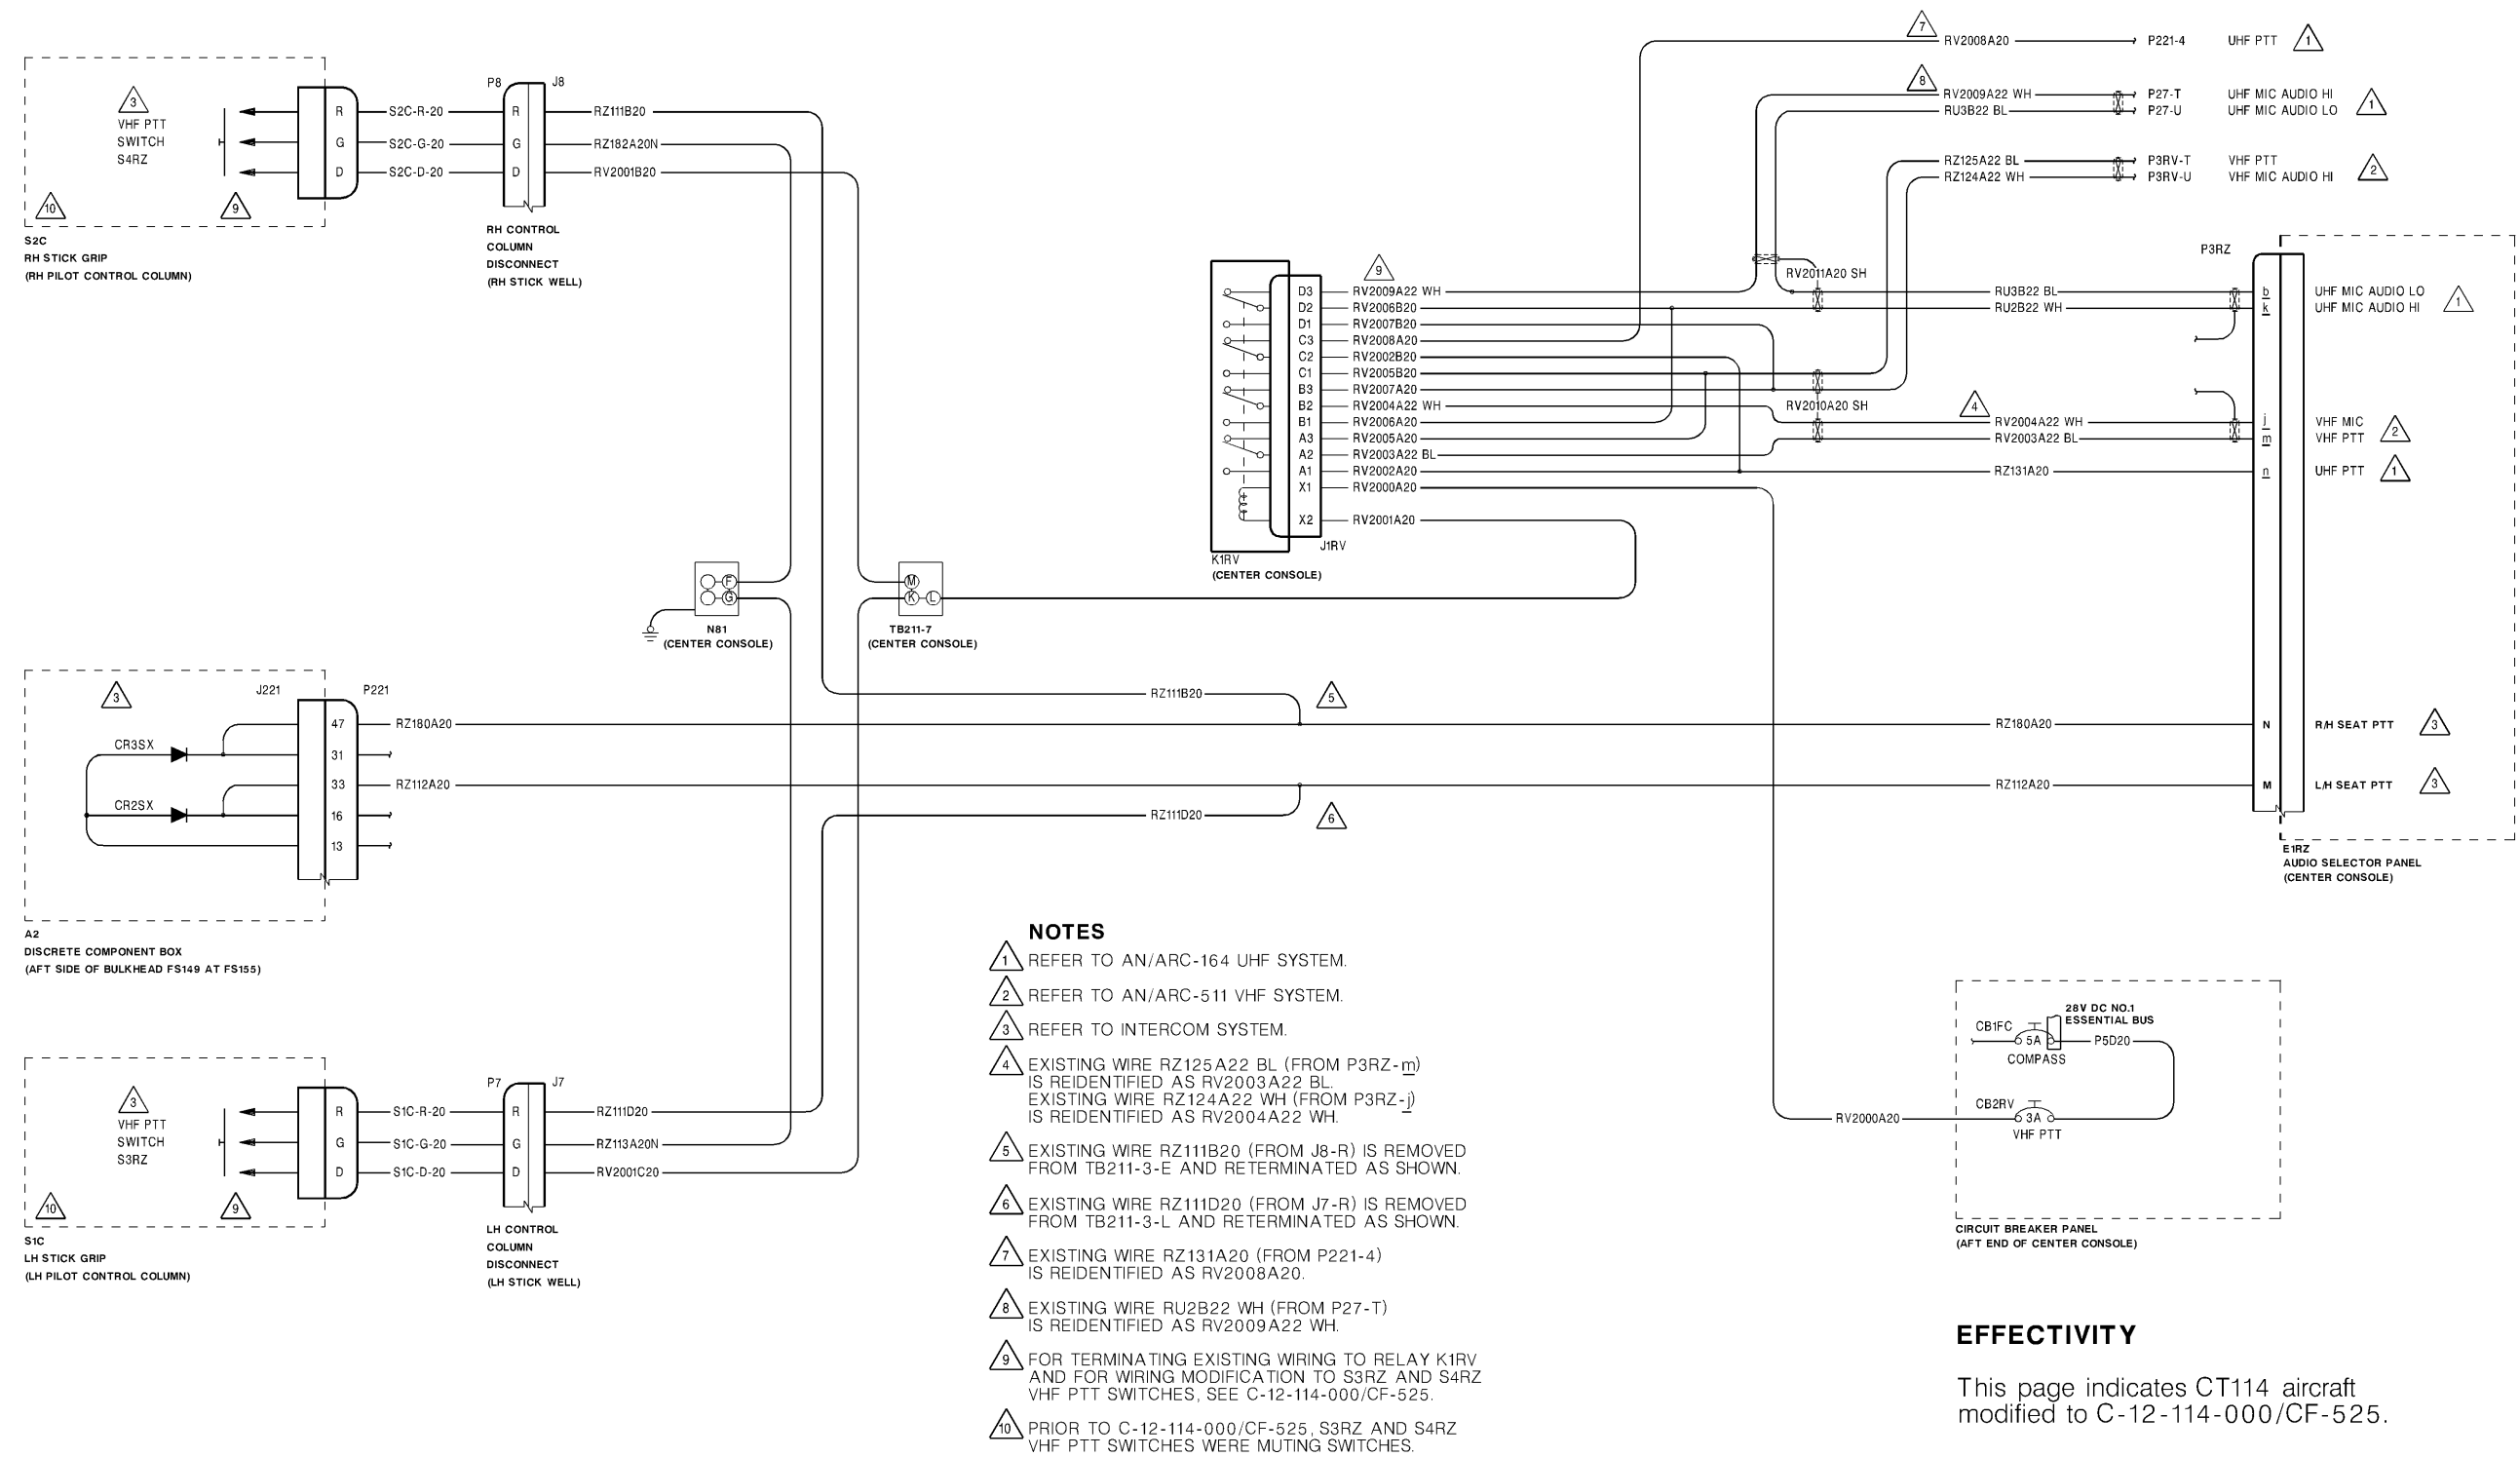 7
RV2008A20 P221-4 UHF PTT 1
8
RV2009A22 WH P27-T UHF MIC AUDIO HI
RU3B22 BL P27-U UHF MIC AUDIO LO 1
RZ125A22 BL P3RV-T VHF PTT
RZ124A22 WH P3RV-U VHF MIC AUDIO HI 2
3
VHF PTT
SWITCH
S4RZ
10
9
R S2C-R-20
G S2C-G-20
D S2C-D-20
P8 J8
R RZ111B20
G RZ182A20N
D RV2001B20
S2C
RH STICK GRIP
(RH PILOT CONTROL COLUMN)
RH CONTROL
COLUMN
DISCONNECT
(RH STICK WELL)
9
D3 RV2009A22 WH
D2 RV2006B20
D1 RV2007B20
C3 RV2008A20
C2 RV2002B20
C1 RV2005B20
B3 RV2007A20
B2 RV2004A22 WH
B1 RV2006A20
A3 RV2005A20
A2 RV2003A22 BL
A1 RV2002A20
X1 RV2000A20
X2 RV2001A20
J1RV
K1RV
(CENTER CONSOLE)
RV2011A20 SH
RV2010A20 SH
P3RZ
RU3B22 BL b UHF MIC AUDIO LO
RU2B22 WH k UHF MIC AUDIO HI 1
4
RV2004A22 WH j VHF MIC
RV2003A22 BL m VHF PTT 2
RZ131A20 n UHF PTT 1
F
G
N81
(CENTER CONSOLE)
M
K L
TB211-7
(CENTER CONSOLE)
RZ111B20 5
RZ180A20 N R/H SEAT PTT 3
RZ112A20 M L/H SEAT PTT 3
RZ111D20 6
E1RZ
AUDIO SELECTOR PANEL
(CENTER CONSOLE)
3
J221 P221
47 RZ180A20
CR3SX 31
33 RZ112A20
CR2SX 16
13
A2
DISCRETE COMPONENT BOX
(AFT SIDE OF BULKHEAD FS149 AT FS155)
3
VHF PTT
SWITCH
S3RZ
10
9
R S1C-R-20
G S1C-G-20
D S1C-D-20
P7 J7
R RZ111D20
G RZ113A20N
D RV2001C20
S1C
LH STICK GRIP
(LH PILOT CONTROL COLUMN)
LH CONTROL
COLUMN
DISCONNECT
(LH STICK WELL)
NOTES
1 REFER TO AN/ARC-164 UHF SYSTEM.
2 REFER TO AN/ARC-511 VHF SYSTEM.
3 REFER TO INTERCOM SYSTEM.
4 EXISTING WIRE RZ125A22 BL (FROM P3RZ-m)
IS REIDENTIFIED AS RV2003A22 BL.
EXISTING WIRE RZ124A22 WH (FROM P3RZ-j)
IS REIDENTIFIED AS RV2004A22 WH.
5 EXISTING WIRE RZ111B20 (FROM J8-R) IS REMOVED
FROM TB211-3-E AND RETERMINATED AS SHOWN.
6 EXISTING WIRE RZ111D20 (FROM J7-R) IS REMOVED
FROM TB211-3-L AND RETERMINATED AS SHOWN.
7 EXISTING WIRE RZ131A20 (FROM P221-4)
IS REIDENTIFIED AS RV2008A20.
8 EXISTING WIRE RU2B22 WH (FROM P27-T)
IS REIDENTIFIED AS RV2009A22 WH.
9 FOR TERMINATING EXISTING WIRING TO RELAY K1RV
AND FOR WIRING MODIFICATION TO S3RZ AND S4RZ
VHF PTT SWITCHES, SEE C-12-114-000/CF-525.
10 PRIOR TO C-12-114-000/CF-525, S3RZ AND S4RZ
VHF PTT SWITCHES WERE MUTING SWITCHES.
28V DC NO.1
ESSENTIAL BUS
CB1FC
5A P5D20
COMPASS
CB2RV
RV2000A20 3A
VHF PTT
CIRCUIT BREAKER PANEL
(AFT END OF CENTER CONSOLE)
EFFECTIVITY
This page indicates CT114 aircraft
modified to C-12-114-000/CF-525.